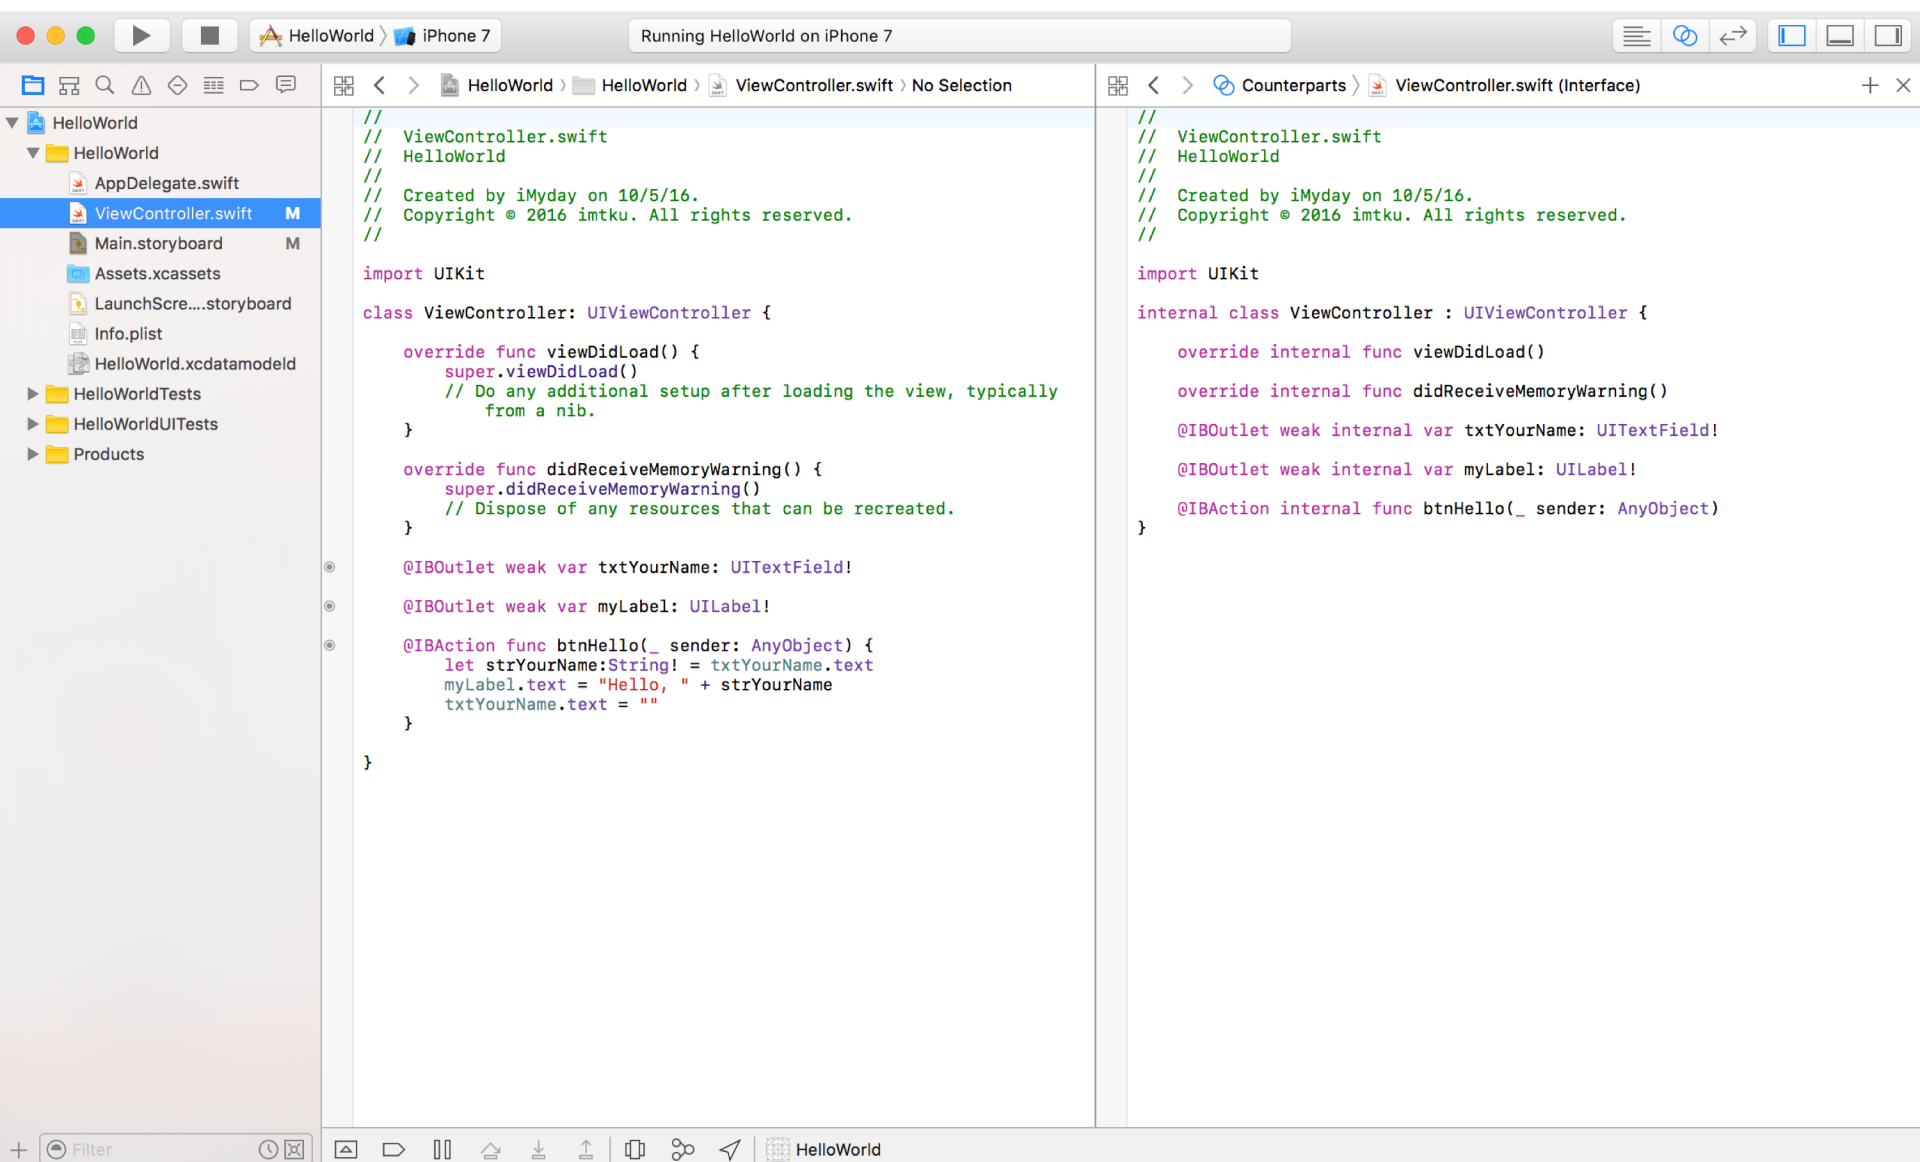 HelloWorld iPhone 7
Running HelloWorld on iPhone 7
HelloWorld HelloWorld ViewController.swift No Selection
Counterparts ViewController.swift (Interface)
HelloWorld
HelloWorld
AppDelegate.swift
ViewController.swift M
Main.storyboard M
Assets.xcassets
LaunchScre....storyboard
Info.plist
HelloWorld.xcdatamodeld
HelloWorldTests
HelloWorldUITests
Products
//
//  ViewController.swift
//  HelloWorld
//
//  Created by iMyday on 10/5/16.
//  Copyright © 2016 imtku. All rights reserved.
//
import UIKit
class ViewController: UIViewController {
override func viewDidLoad() {
super.viewDidLoad()
// Do any additional setup after loading the view, typically
from a nib.
}
override func didReceiveMemoryWarning() {
super.didReceiveMemoryWarning()
// Dispose of any resources that can be recreated.
}
@IBOutlet weak var txtYourName: UITextField!
@IBOutlet weak var myLabel: UILabel!
@IBAction func btnHello(_ sender: AnyObject) {
let strYourName:String! = txtYourName.text
myLabel.text = "Hello, " + strYourName
txtYourName.text = ""
}
}
//
//  ViewController.swift
//  HelloWorld
//
//  Created by iMyday on 10/5/16.
//  Copyright © 2016 imtku. All rights reserved.
//
import UIKit
internal class ViewController : UIViewController {
override internal func viewDidLoad()
override internal func didReceiveMemoryWarning()
@IBOutlet weak internal var txtYourName: UITextField!
@IBOutlet weak internal var myLabel: UILabel!
@IBAction internal func btnHello(_ sender: AnyObject)
}
Filter
HelloWorld